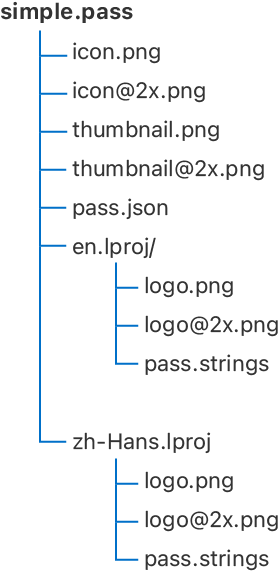 simple.pass
icon.png
icon@2x.png
thumbnail.png
thumbnail@2x.png
pass.json
en.lproj/
logo.png
logo@2x.png
pass.strings
zh-Hans.lproj
logo.png
logo@2x.png
pass.strings